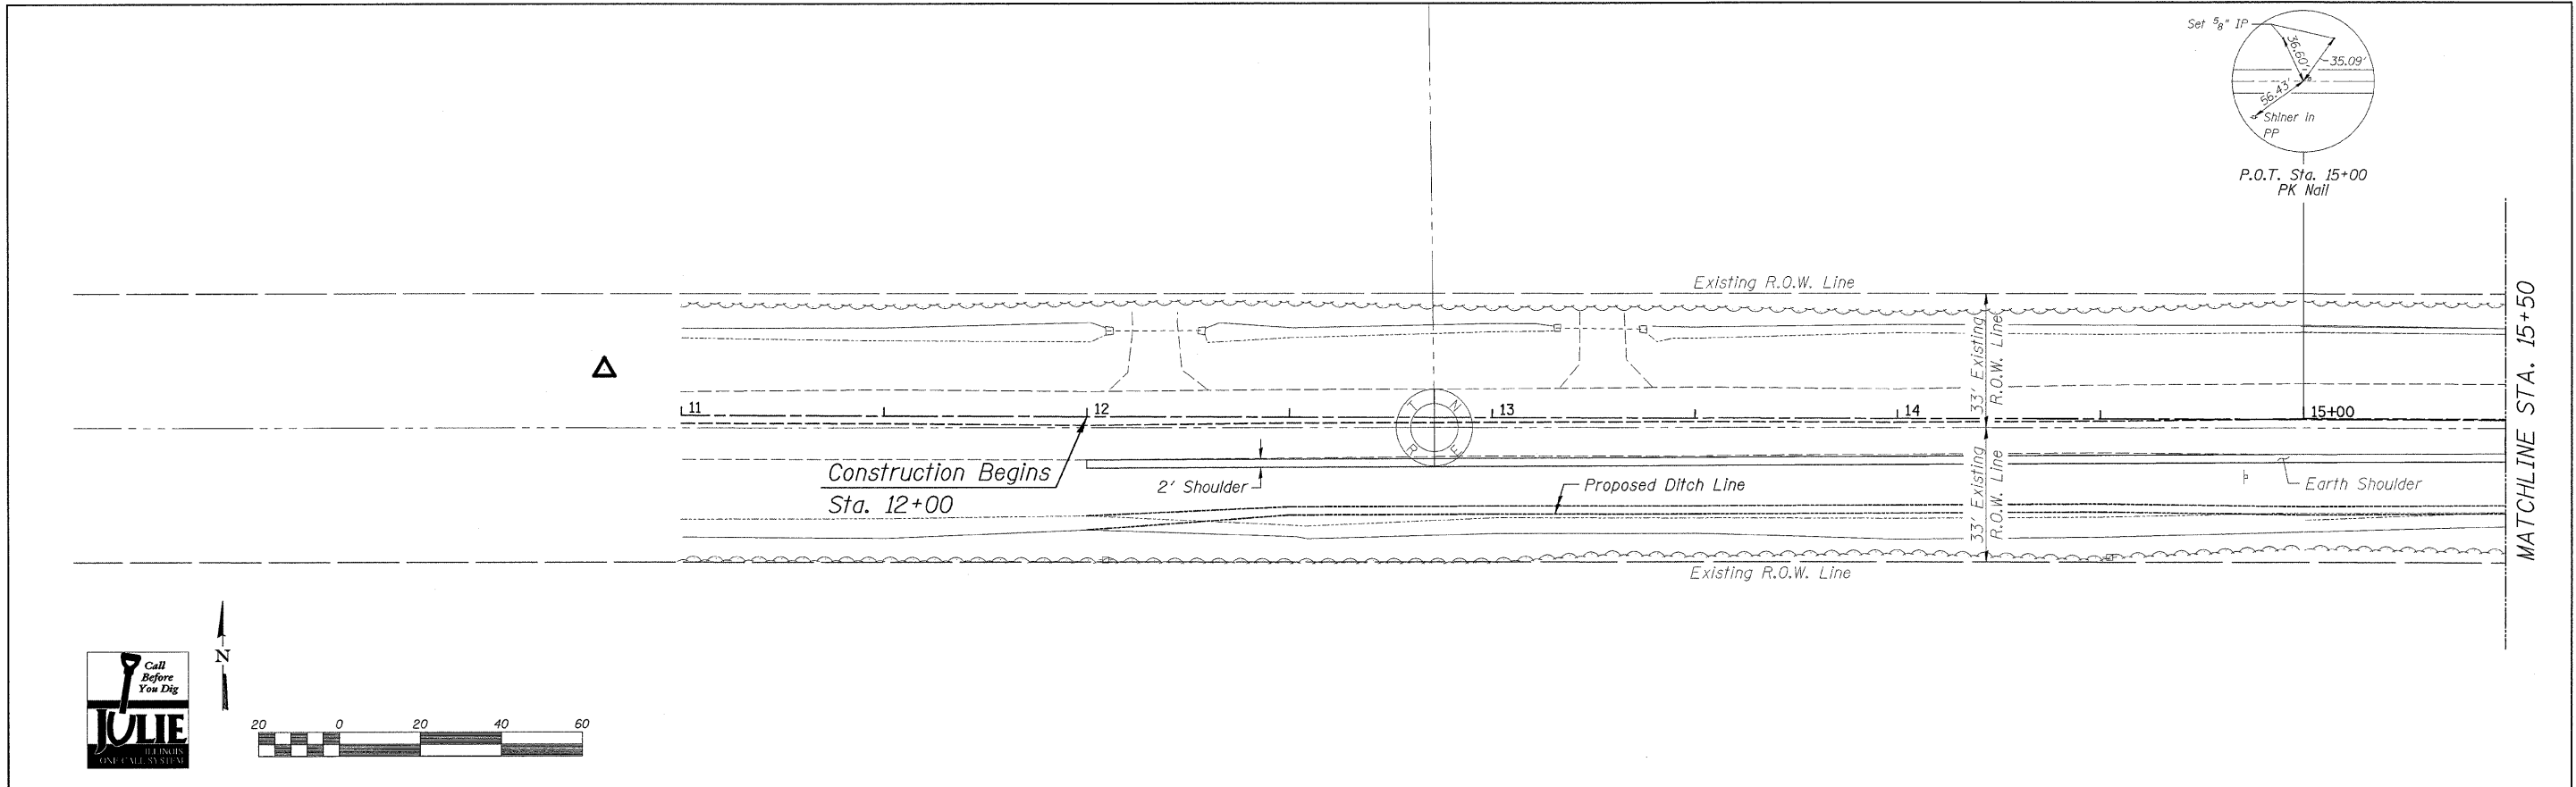 Set 5/8" IP
36.60'
35.09'
56.43'
Shiner in
PP
P.O.T. Sta. 15+00
PK Nail
Existing R.O.W. Line
33' Existing
R.O.W. Line
MATCHLINE STA. 15+50
11
12
13
14
15+00
T N
R E
Construction Begins
Sta. 12+00
2' Shoulder
Proposed Ditch Line
33' Existing
R.O.W. Line
Earth Shoulder
Existing R.O.W. Line
N
Call
Before
You Dig
JULIE
ILLINOIS
ONE CALL SYSTEM
20 0 20 40 60